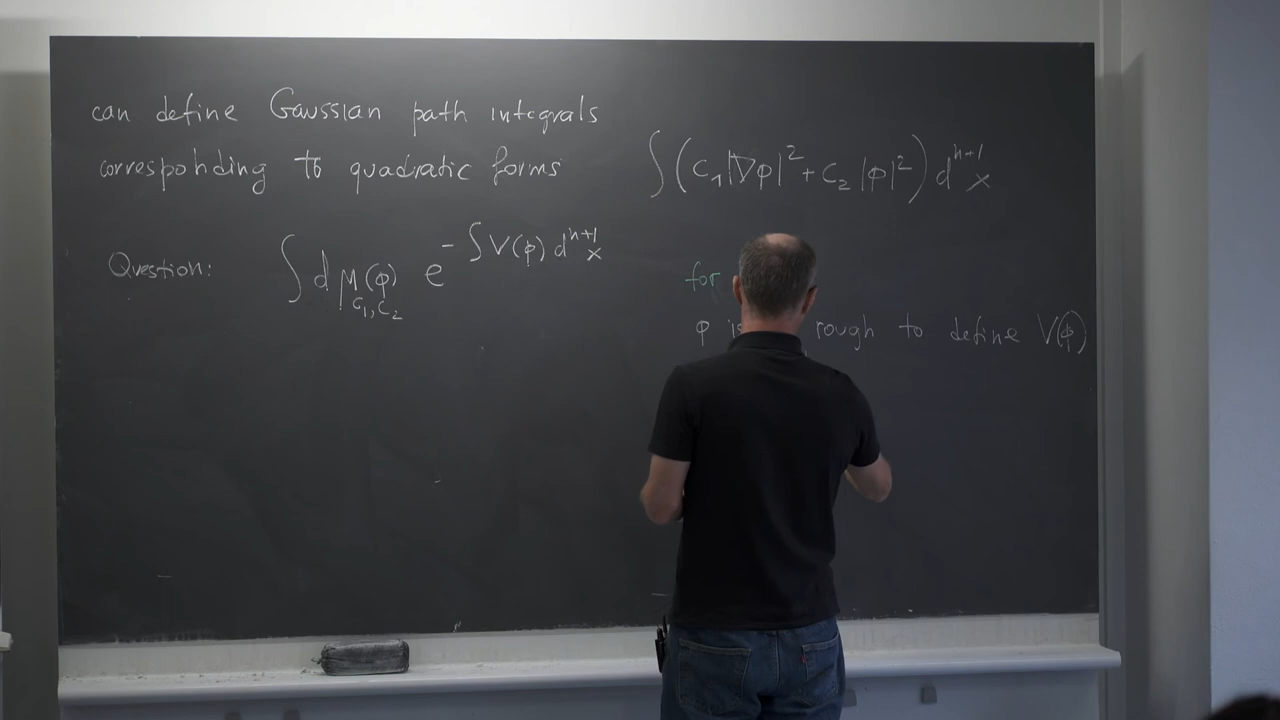 can define Gaussian path integrals
corresponding to quadratic forms
∫(c₁|∇φ|² + c₂|φ|²) dⁿ⁺¹x
Question: ∫ dμ_{c₁,c₂}(φ) e^{-∫V(φ) dⁿ⁺¹x}
for
φ is rough to define V(φ)